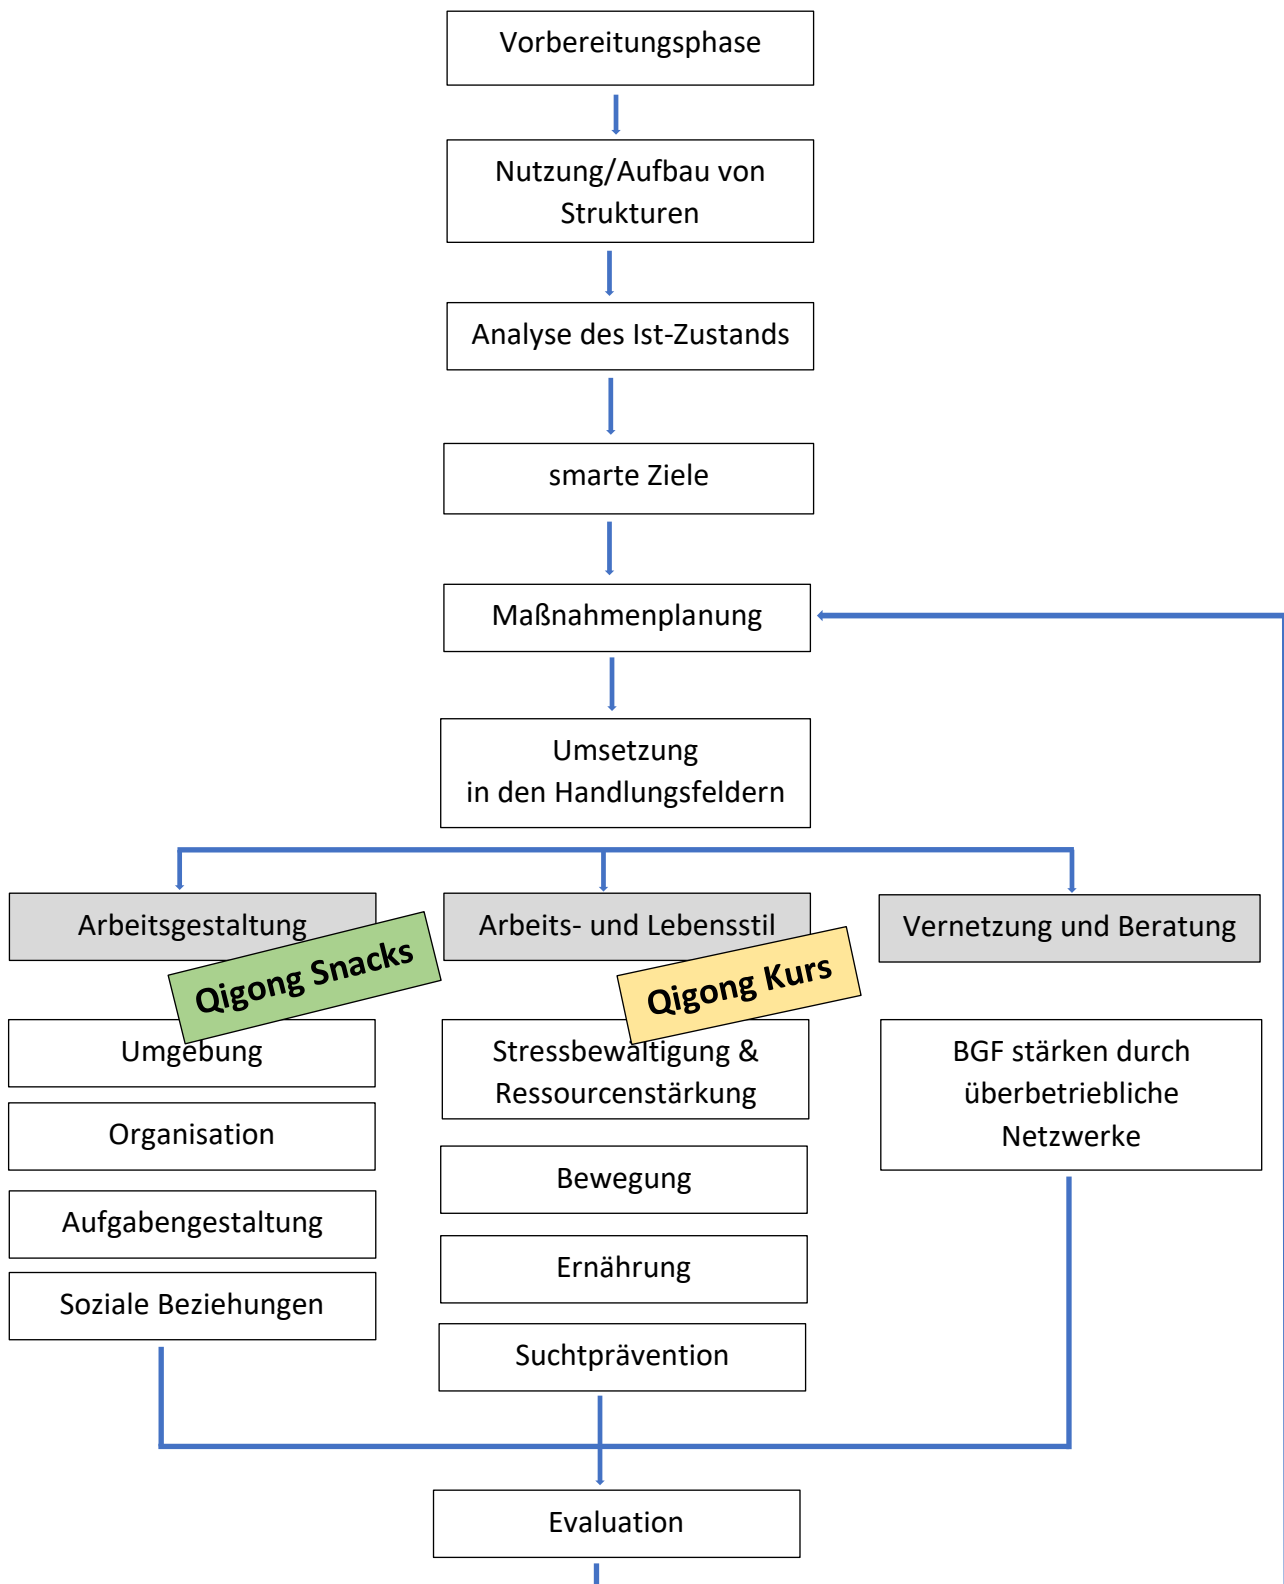 Vorbereitungsphase
Nutzung/Aufbau von
Strukturen
Analyse des Ist-Zustands
smarte Ziele
Maßnahmenplanung
Umsetzung
in den Handlungsfeldern
Arbeitsgestaltung
Qigong Snacks
Umgebung
Organisation
Aufgabengestaltung
Soziale Beziehungen
Arbeits- und Lebensstil
Qigong Kurs
Stressbewältigung &
Ressourcenstärkung
Bewegung
Ernährung
Suchtprävention
Vernetzung und Beratung
BGF stärken durch
überbetriebliche
Netzwerke
Evaluation